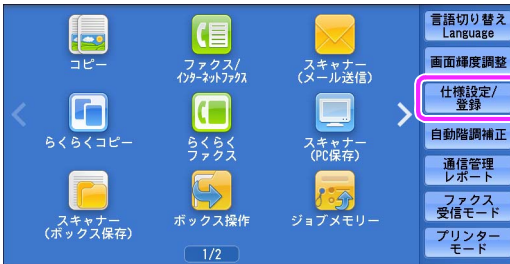 コピー
ファクス/
インターネットファクス
スキャナー
(メール送信)
らくらくコピー
らくらく
ファクス
スキャナー
(PC保存)
スキャナー
(ボックス保存)
ボックス操作
ジョブメモリー
1/2
言語切り替え
Language
画面輝度調整
仕様設定/
登録
自動階調補正
通信管理
レポート
ファクス
受信モード
プリンター
モード